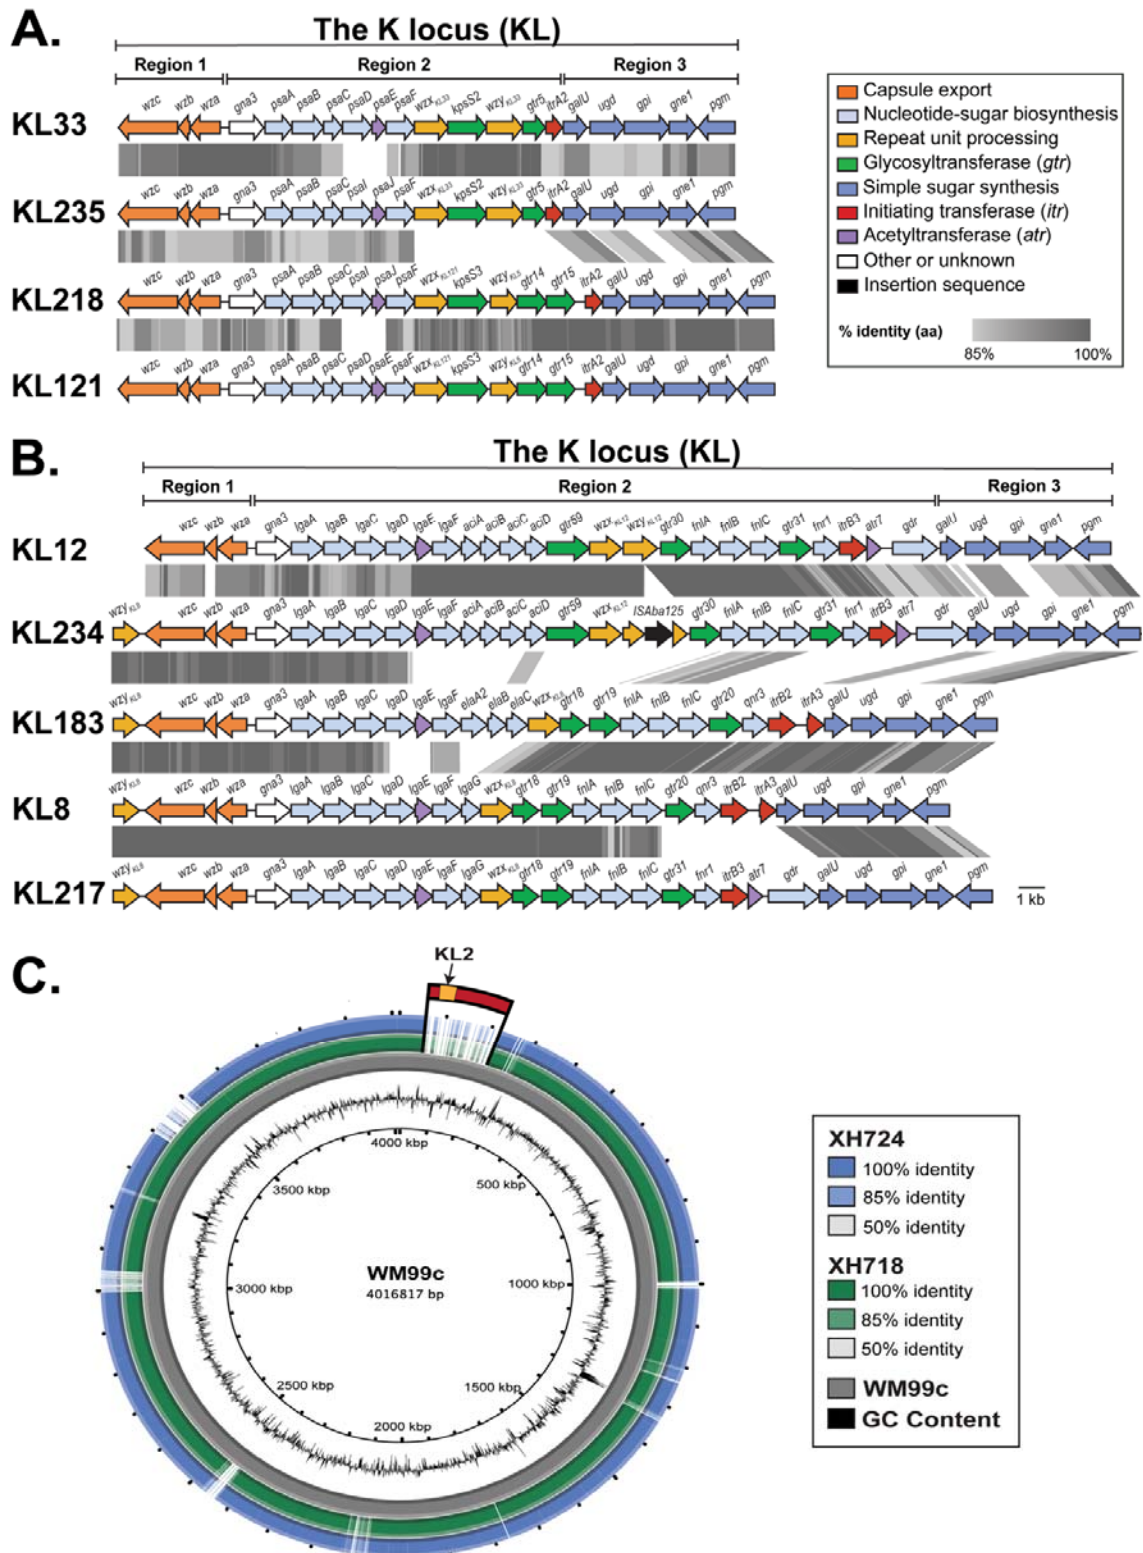 A.
The K locus (KL)
Region 1 Region 2 Region 3
wzc wzb wza gna3 psaA psaB psaC psaD psaE psaF wzxKL33 kpsS2 wzyKL33 gtr5 itrA2 galU ugd gpi gne1 pgm
KL33
wzc wzb wza gna3 psaA psaB psaC psaI psaJ psaF wzxKL33 kpsS2 wzyKL33 gtr5 itrA2 galU ugd gpi gne1 pgm
KL235
wzc wzb wza gna3 psaA psaB psaC psaI psaJ psaF wzxKL121 kpsS3 wzyKL5 gtr14 gtr15 itrA2 galU ugd gpi gne1 pgm
KL218
wzc wzb wza gna3 psaA psaB psaC psaD psaE psaF wzxKL121 kpsS3 wzyKL5 gtr14 gtr15 itrA2 galU ugd gpi gne1 pgm
KL121
Capsule export
Nucleotide-sugar biosynthesis
Repeat unit processing
Glycosyltransferase (gtr)
Simple sugar synthesis
Initiating transferase (itr)
Acetyltransferase (atr)
Other or unknown
Insertion sequence
% identity (aa)
85% 100%
B.
The K locus (KL)
Region 1 Region 2 Region 3
wzc wzb wza gna3 lgaA lgaB lgaC lgaD lgaE lgaF aciA aciB aciC aciD gtr59 wzxKL12 wzyKL12 gtr30 fnlA fnlB fnlC gtr31 fnr1 itrB3 atr7 gdr galU ugd gpi gne1 pgm
KL12
wzyKL8 wzc wzb wza gna3 lgaA lgaB lgaC lgaD lgaE lgaF aciA aciB aciC aciD gtr59 wzxKL12 ISAba125 gtr30 fnlA fnlB fnlC gtr31 fnr1 itrB3 atr7 gdr galU ugd gpi gne1 pgm
KL234
wzyKL8 wzc wzb wza gna3 lgaA lgaB lgaC lgaD lgaE lgaF elaA2 elaB elaC wzxKL8 gtr18 gtr19 fnlA fnlB fnlC gtr20 qnr3 itrB2 itrA3 galU ugd gpi gne1 pgm
KL183
wzyKL8 wzc wzb wza gna3 lgaA lgaB lgaC lgaD lgaE lgaF lgaG wzxKL8 gtr18 gtr19 fnlA fnlB fnlC gtr20 qnr3 itrB2 itrA3 galU ugd gpi gne1 pgm
KL8
wzyKL8 wzc wzb wza gna3 lgaA lgaB lgaC lgaD lgaE lgaF lgaG wzxKL8 gtr18 gtr19 fnlA fnlB fnlC gtr31 fnr1 itrB3 atr7 gdr galU ugd gpi gne1 pgm
KL217
1 kb
C.
KL2
4000 kbp
500 kbp
1000 kbp
1500 kbp
2000 kbp
2500 kbp
3000 kbp
3500 kbp
WM99c
4016817 bp
XH724
100% identity
85% identity
50% identity
XH718
100% identity
85% identity
50% identity
WM99c
GC Content